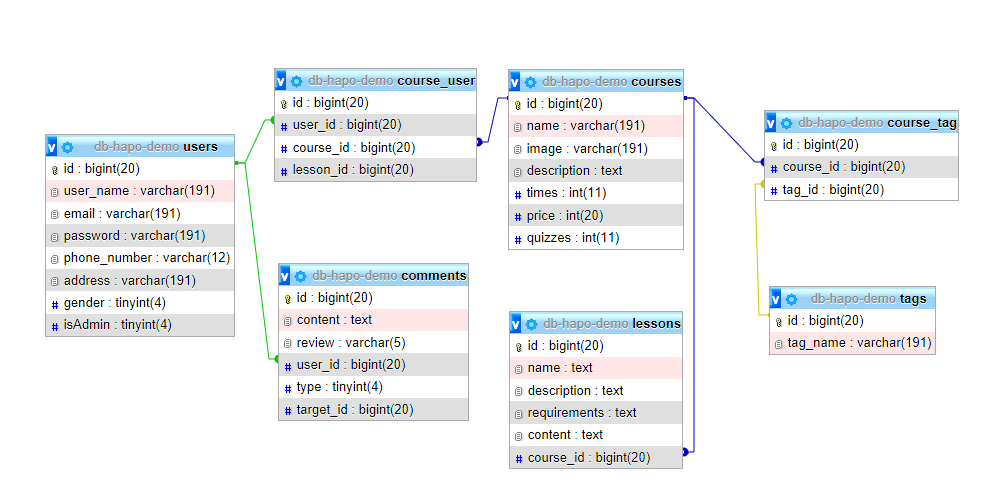 db-hapo-demo users
id : bigint(20)
user_name : varchar(191)
email : varchar(191)
password : varchar(191)
phone_number : varchar(12)
address : varchar(191)
gender : tinyint(4)
isAdmin : tinyint(4)
db-hapo-demo course_user
id : bigint(20)
user_id : bigint(20)
course_id : bigint(20)
lesson_id : bigint(20)
db-hapo-demo comments
id : bigint(20)
content : text
review : varchar(5)
user_id : bigint(20)
type : tinyint(4)
target_id : bigint(20)
db-hapo-demo courses
id : bigint(20)
name : varchar(191)
image : varchar(191)
description : text
times : int(11)
price : int(20)
quizzes : int(11)
db-hapo-demo lessons
id : bigint(20)
name : text
description : text
requirements : text
content : text
course_id : bigint(20)
db-hapo-demo course_tag
id : bigint(20)
course_id : bigint(20)
tag_id : bigint(20)
db-hapo-demo tags
id : bigint(20)
tag_name : varchar(191)